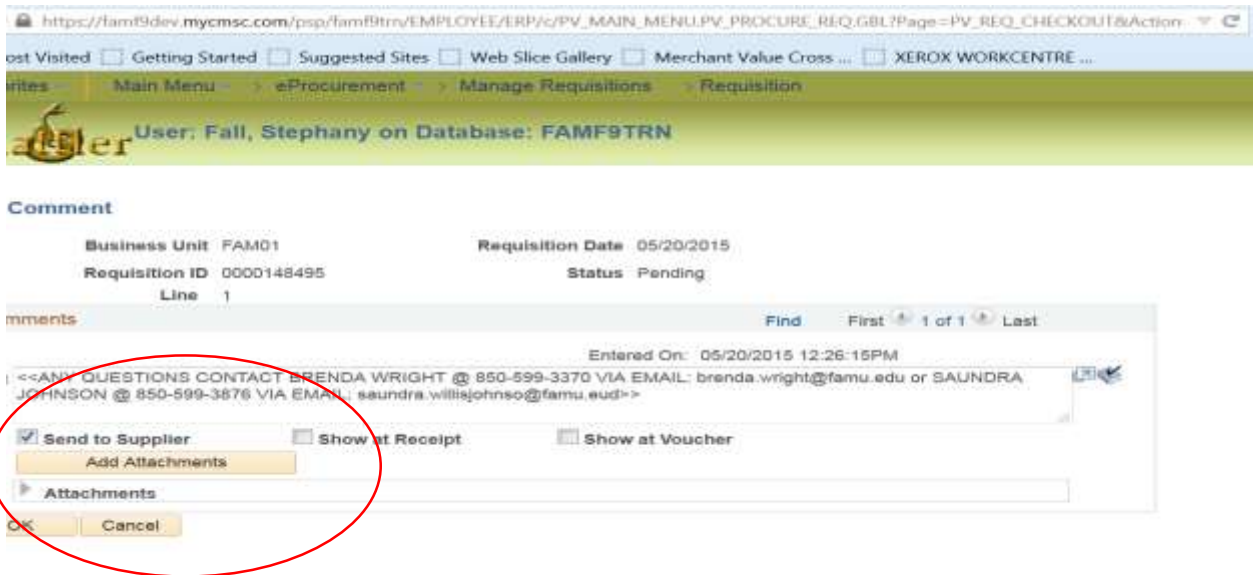 https://famf9dev.mycmsc.com/psp/famf9trn/EMPLOYEE/ERP/c/PV_MAIN_MENU.PV_PROCURE_REQ.GBL?Page=PV_REQ_CHECKOUT&Action
ost Visited Getting Started Suggested Sites Web Slice Gallery Merchant Value Cross ... XEROX WORKCENTRE ...
rites Main Menu > eProcurement > Manage Requisitions > Requisition
User: Fall, Stephany on Database: FAMF9TRN
Comment
Business Unit FAM01 Requisition Date 05/20/2015
Requisition ID 0000148495 Status Pending
Line 1
mments Find First 1 of 1 Last
Entered On: 05/20/2015 12:26:15PM
<<ANY QUESTIONS CONTACT BRENDA WRIGHT @ 850-599-3370 VIA EMAIL: brenda.wright@famu.edu or SAUNDRA
JOHNSON @ 850-599-3876 VIA EMAIL: saundra.willisjohnso@famu.eud>>
Send to Supplier Show at Receipt Show at Voucher
Add Attachments
Attachments
OK Cancel